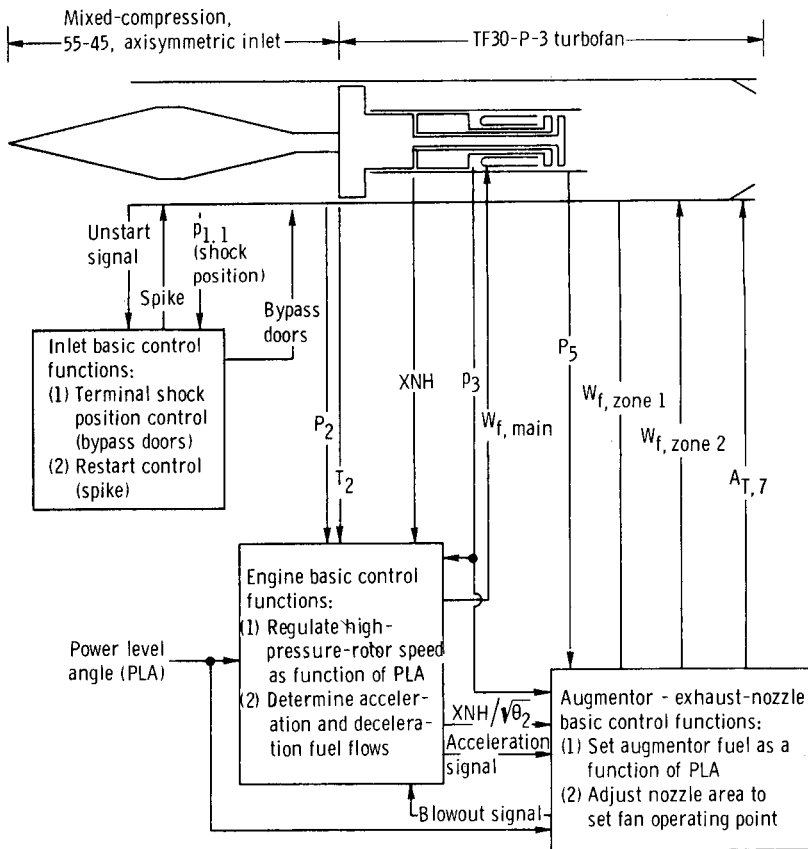 Mixed-compression,
55-45, axisymmetric inlet
TF30-P-3 turbofan
Unstart
signal
Spike
p1.1
(shock
position)
Bypass
doors
Inlet basic control
functions:
(1) Terminal shock
position control
(bypass doors)
(2) Restart control
(spike)
P2
T2
XNH
p3
Wf, main
P5
Wf, zone 1
Wf, zone 2
AT, 7
Engine basic control
functions:
(1) Regulate high-
pressure-rotor speed
as function of PLA
(2) Determine acceler-
ation and decelera-
tion fuel flows
Power level
angle (PLA)
XNH/√θ2
Acceleration
signal
Blowout signal
Augmentor - exhaust-nozzle
basic control functions:
(1) Set augmentor fuel as a
function of PLA
(2) Adjust nozzle area to
set fan operating point